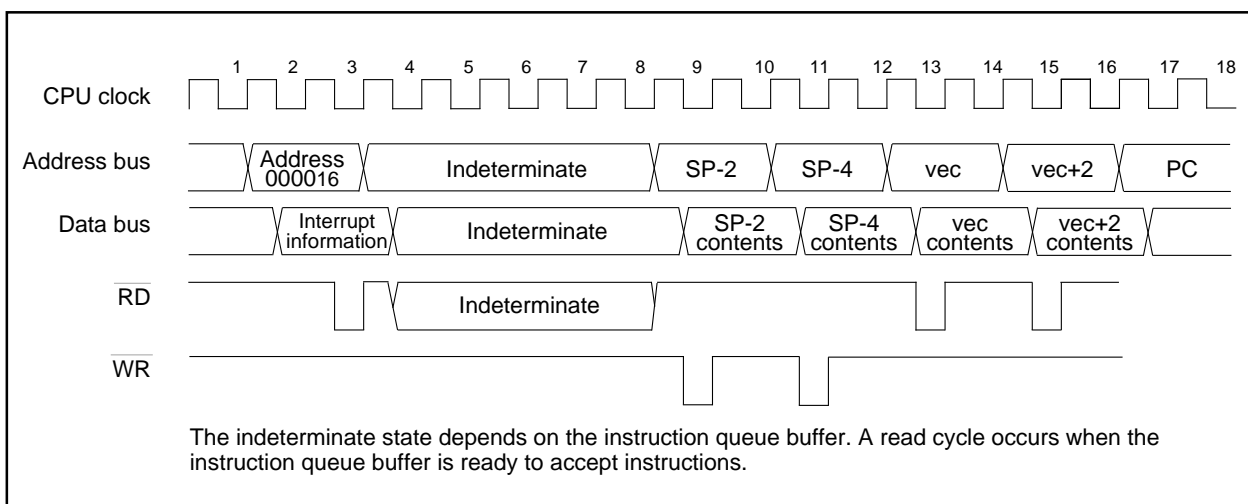 1 2 3 4 5 6 7 8 9 10 11 12 13 14 15 16 17 18
CPU clock
Address bus
Address
000016
Indeterminate
SP-2
SP-4
vec
vec+2
PC
Data bus
Interrupt
information
Indeterminate
SP-2
contents
SP-4
contents
vec
contents
vec+2
contents
RD
Indeterminate
WR
The indeterminate state depends on the instruction queue buffer. A read cycle occurs when the
instruction queue buffer is ready to accept instructions.